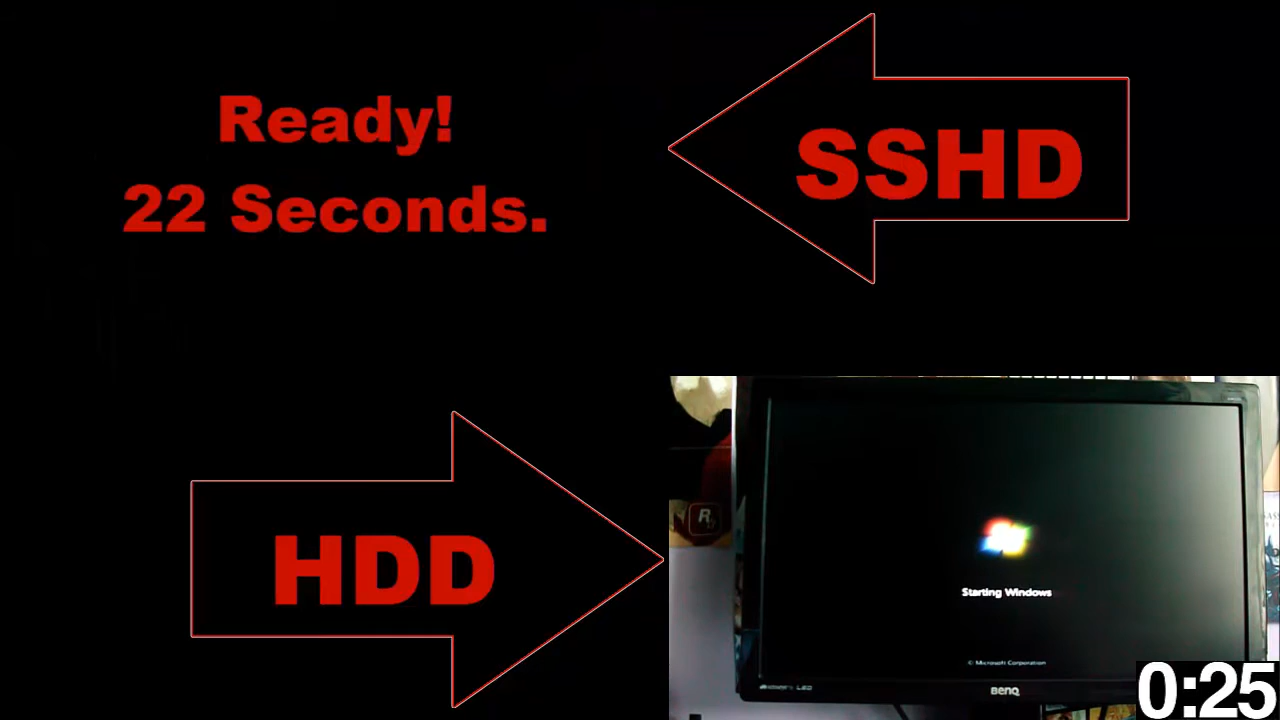 Ready!
22 Seconds.
SSHD
HDD
R
Starting Windows
© Microsoft Corporation
BenQ
0:25